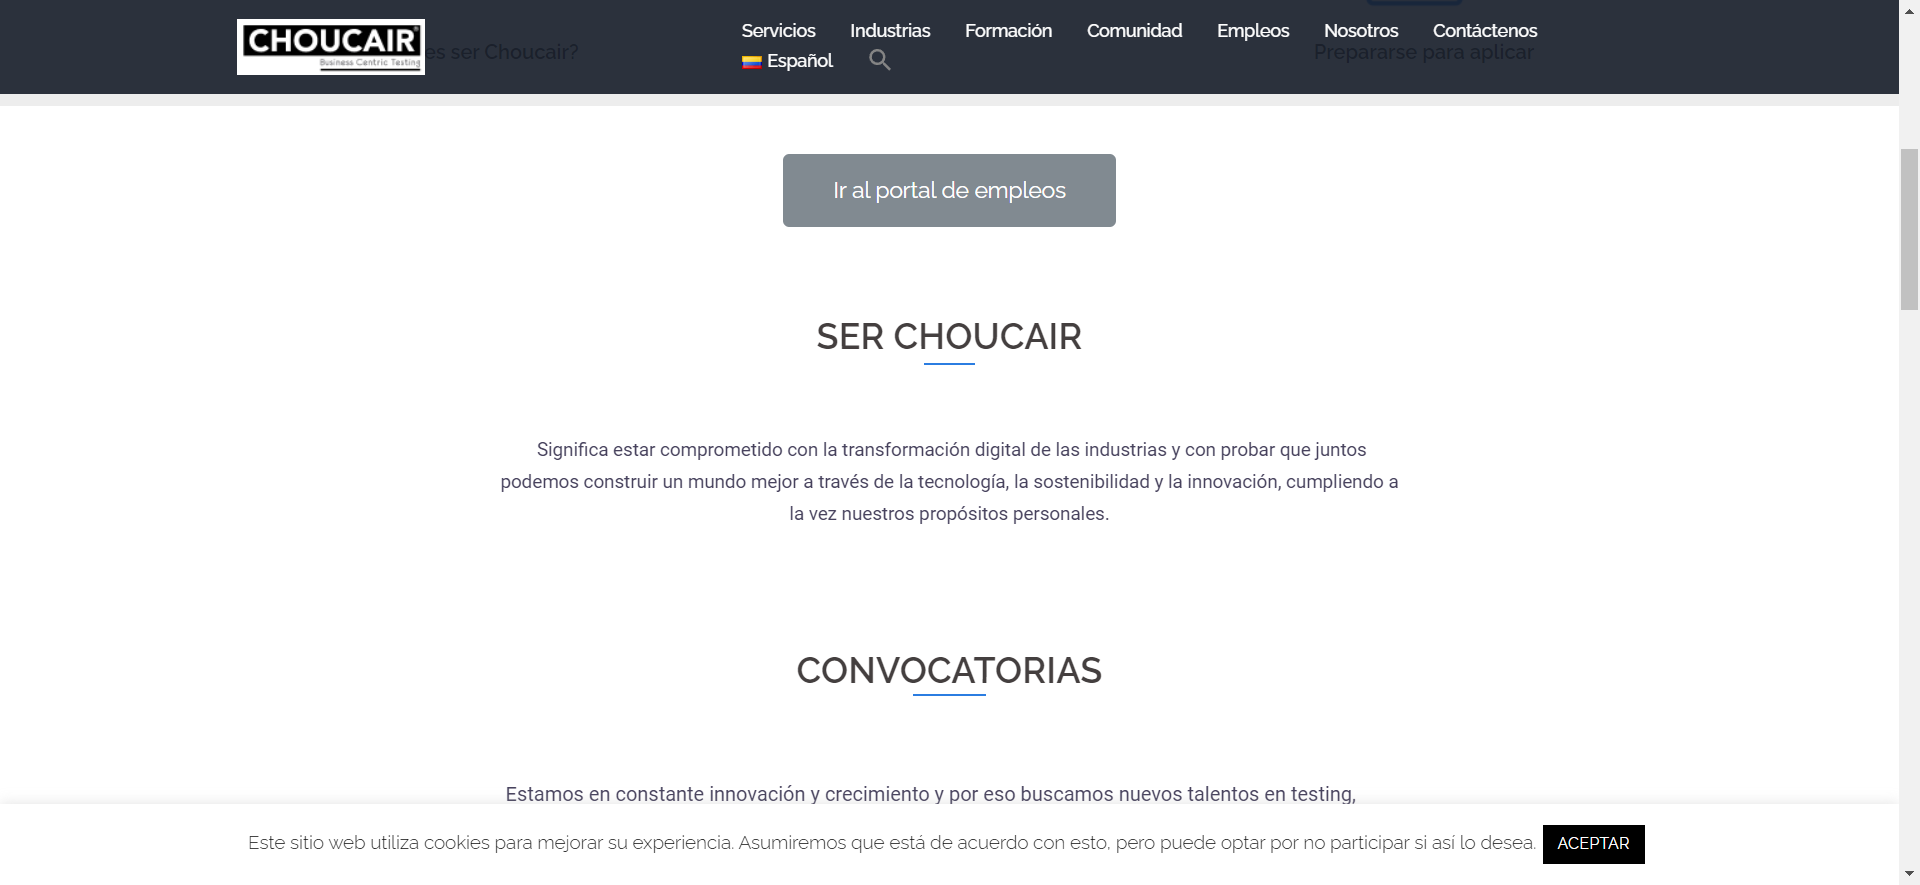 CHOUCAIR
Business Centric Testing
es ser Choucair?
Servicios Industrias Formación Comunidad Empleos Nosotros Contáctenos
Español
Prepararse para aplicar
Ir al portal de empleos
SER CHOUCAIR
Significa estar comprometido con la transformación digital de las industrias y con probar que juntos
podemos construir un mundo mejor a través de la tecnología, la sostenibilidad y la innovación, cumpliendo a
la vez nuestros propósitos personales.
CONVOCATORIAS
Estamos en constante innovación y crecimiento y por eso buscamos nuevos talentos en testing,
Este sitio web utiliza cookies para mejorar su experiencia. Asumiremos que está de acuerdo con esto, pero puede optar por no participar si así lo desea. ACEPTAR